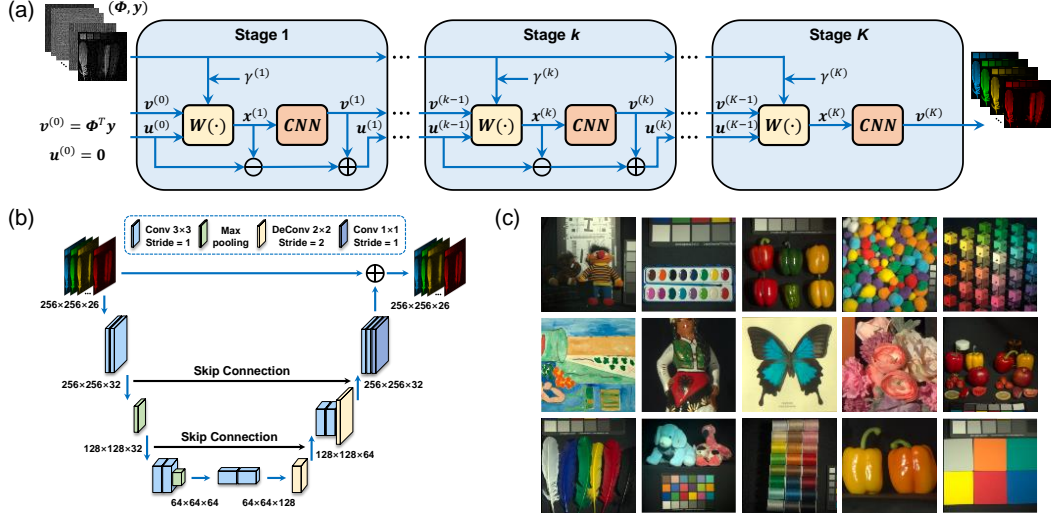 (a)
(Φ, y)
Stage 1
Stage k
Stage K
γ^(1)
γ^(k)
γ^(K)
v^(0) = Φ^T y
u^(0) = 0
v^(0)
u^(0)
W(·)
x^(1)
CNN
v^(1)
u^(1)
v^(k-1)
u^(k-1)
W(·)
x^(k)
CNN
v^(k)
u^(k)
v^(K-1)
u^(K-1)
W(·)
x^(K)
CNN
v^(K)
(b)
Conv 3×3
Stride = 1
Max
pooling
DeConv 2×2
Stride = 2
Conv 1×1
Stride = 1
256×256×26
256×256×26
256×256×32
Skip Connection
256×256×32
128×128×32
Skip Connection
128×128×64
64×64×64
64×64×128
(c)